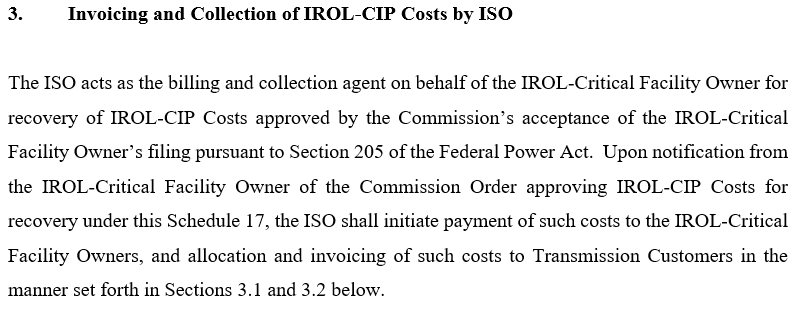 3. Invoicing and Collection of IROL-CIP Costs by ISO
The ISO acts as the billing and collection agent on behalf of the IROL-Critical Facility Owner for
recovery of IROL-CIP Costs approved by the Commission’s acceptance of the IROL-Critical
Facility Owner’s filing pursuant to Section 205 of the Federal Power Act.  Upon notification from
the IROL-Critical Facility Owner of the Commission Order approving IROL-CIP Costs for
recovery under this Schedule 17, the ISO shall initiate payment of such costs to the IROL-Critical
Facility Owners, and allocation and invoicing of such costs to Transmission Customers in the
manner set forth in Sections 3.1 and 3.2 below.